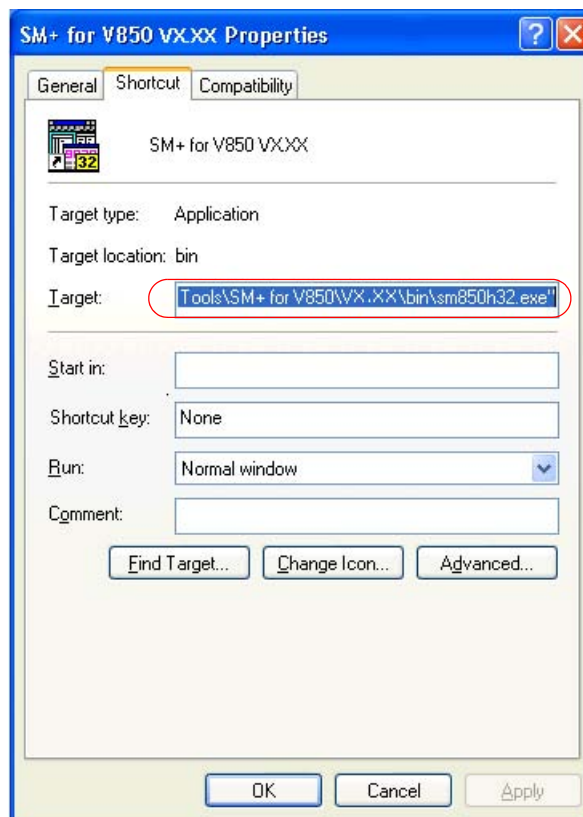 SM+ for V850 VX.XX Properties
General Shortcut Compatibility
32
SM+ for V850 VX.XX
Target type: Application
Target location: bin
Target: Tools\SM+ for V850\VX.XX\bin\sm850h32.exe"
Start in:
Shortcut key: None
Run: Normal window
Comment:
Find Target... Change Icon... Advanced...
OK Cancel Apply